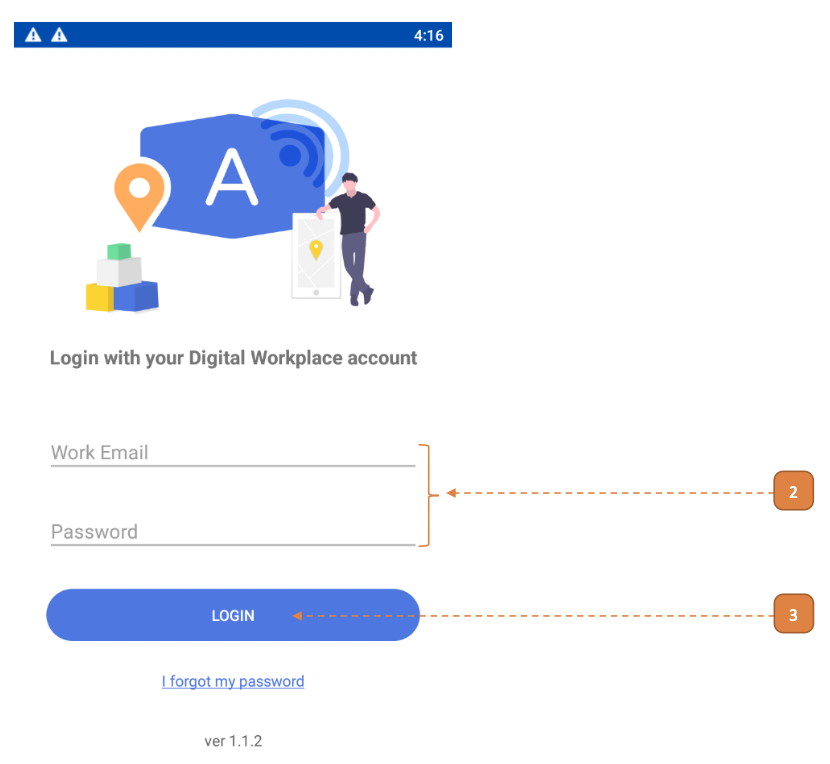 4:16
A
Login with your Digital Workplace account
Work Email
2
Password
LOGIN
3
I forgot my password
ver 1.1.2